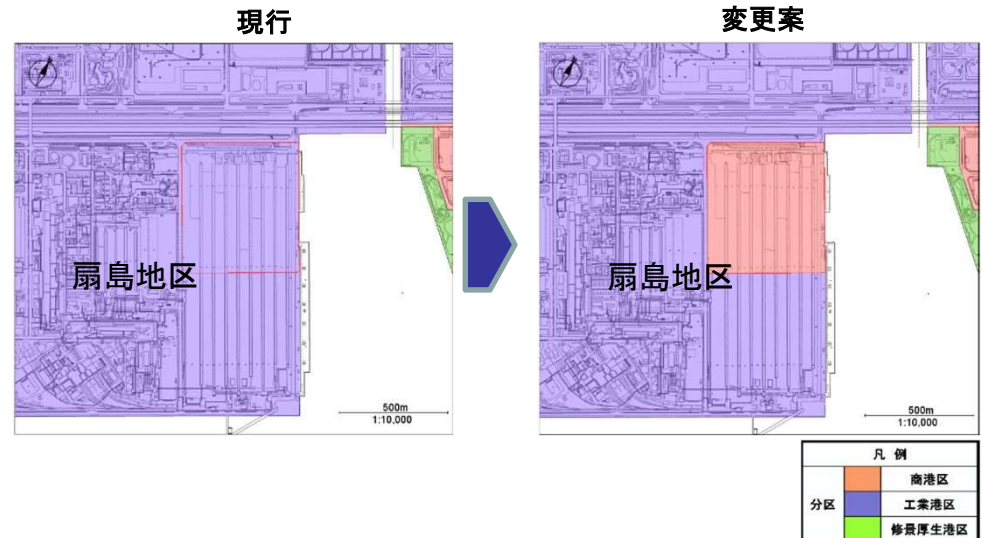 現行
変更案
扇島地区
500m
1:10,000
扇島地区
500m
1:10,000
凡 例
分区
商港区
工業港区
修景厚生港区